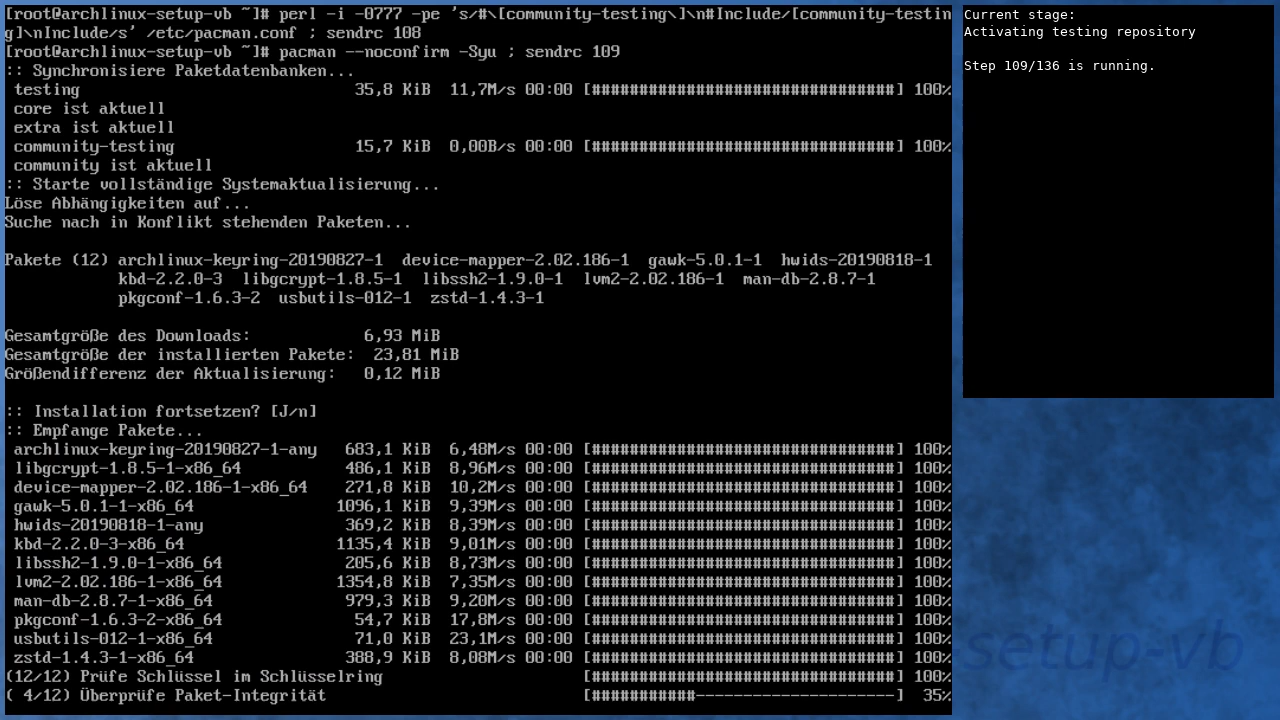 [root@archlinux-setup-vb ~]# perl -i -0777 -pe 's/#\[community-testing\]\n#Include/[community-testin
g]\nInclude/s' /etc/pacman.conf ; sendrc 108
[root@archlinux-setup-vb ~]# pacman --noconfirm -Syu ; sendrc 109
:: Synchronisiere Paketdatenbanken...
testing 35,8 KiB 11,7M/s 00:00 [################################] 100%
core ist aktuell
extra ist aktuell
community-testing 15,7 KiB 0,00B/s 00:00 [################################] 100%
community ist aktuell
:: Starte vollständige Systemaktualisierung...
Löse Abhängigkeiten auf...
Suche nach in Konflikt stehenden Paketen...
Pakete (12) archlinux-keyring-20190827-1 device-mapper-2.02.186-1 gawk-5.0.1-1 hwids-20190818-1
kbd-2.2.0-3 libgcrypt-1.8.5-1 libssh2-1.9.0-1 lvm2-2.02.186-1 man-db-2.8.7-1
pkgconf-1.6.3-2 usbutils-012-1 zstd-1.4.3-1
Gesamtgröße des Downloads: 6,93 MiB
Gesamtgröße der installierten Pakete: 23,81 MiB
Größendifferenz der Aktualisierung: 0,12 MiB
:: Installation fortsetzen? [J/n]
:: Empfange Pakete...
archlinux-keyring-20190827-1-any 683,1 KiB 6,48M/s 00:00 [################################] 100%
libgcrypt-1.8.5-1-x86_64 486,1 KiB 8,96M/s 00:00 [################################] 100%
device-mapper-2.02.186-1-x86_64 271,8 KiB 10,2M/s 00:00 [################################] 100%
gawk-5.0.1-1-x86_64 1096,1 KiB 9,39M/s 00:00 [################################] 100%
hwids-20190818-1-any 369,2 KiB 8,39M/s 00:00 [################################] 100%
kbd-2.2.0-3-x86_64 1135,4 KiB 9,01M/s 00:00 [################################] 100%
libssh2-1.9.0-1-x86_64 205,6 KiB 8,73M/s 00:00 [################################] 100%
lvm2-2.02.186-1-x86_64 1354,8 KiB 7,35M/s 00:00 [################################] 100%
man-db-2.8.7-1-x86_64 979,3 KiB 9,20M/s 00:00 [################################] 100%
pkgconf-1.6.3-2-x86_64 54,7 KiB 17,8M/s 00:00 [################################] 100%
usbutils-012-1-x86_64 71,0 KiB 23,1M/s 00:00 [################################] 100%
zstd-1.4.3-1-x86_64 388,9 KiB 8,08M/s 00:00 [################################] 100%
(12/12) Prüfe Schlüssel im Schlüsselring [################################] 100%
( 4/12) Überprüfe Paket-Integrität [###########---------------------] 35%
Current stage:
Activating testing repository
Step 109/136 is running.
-setup-vb